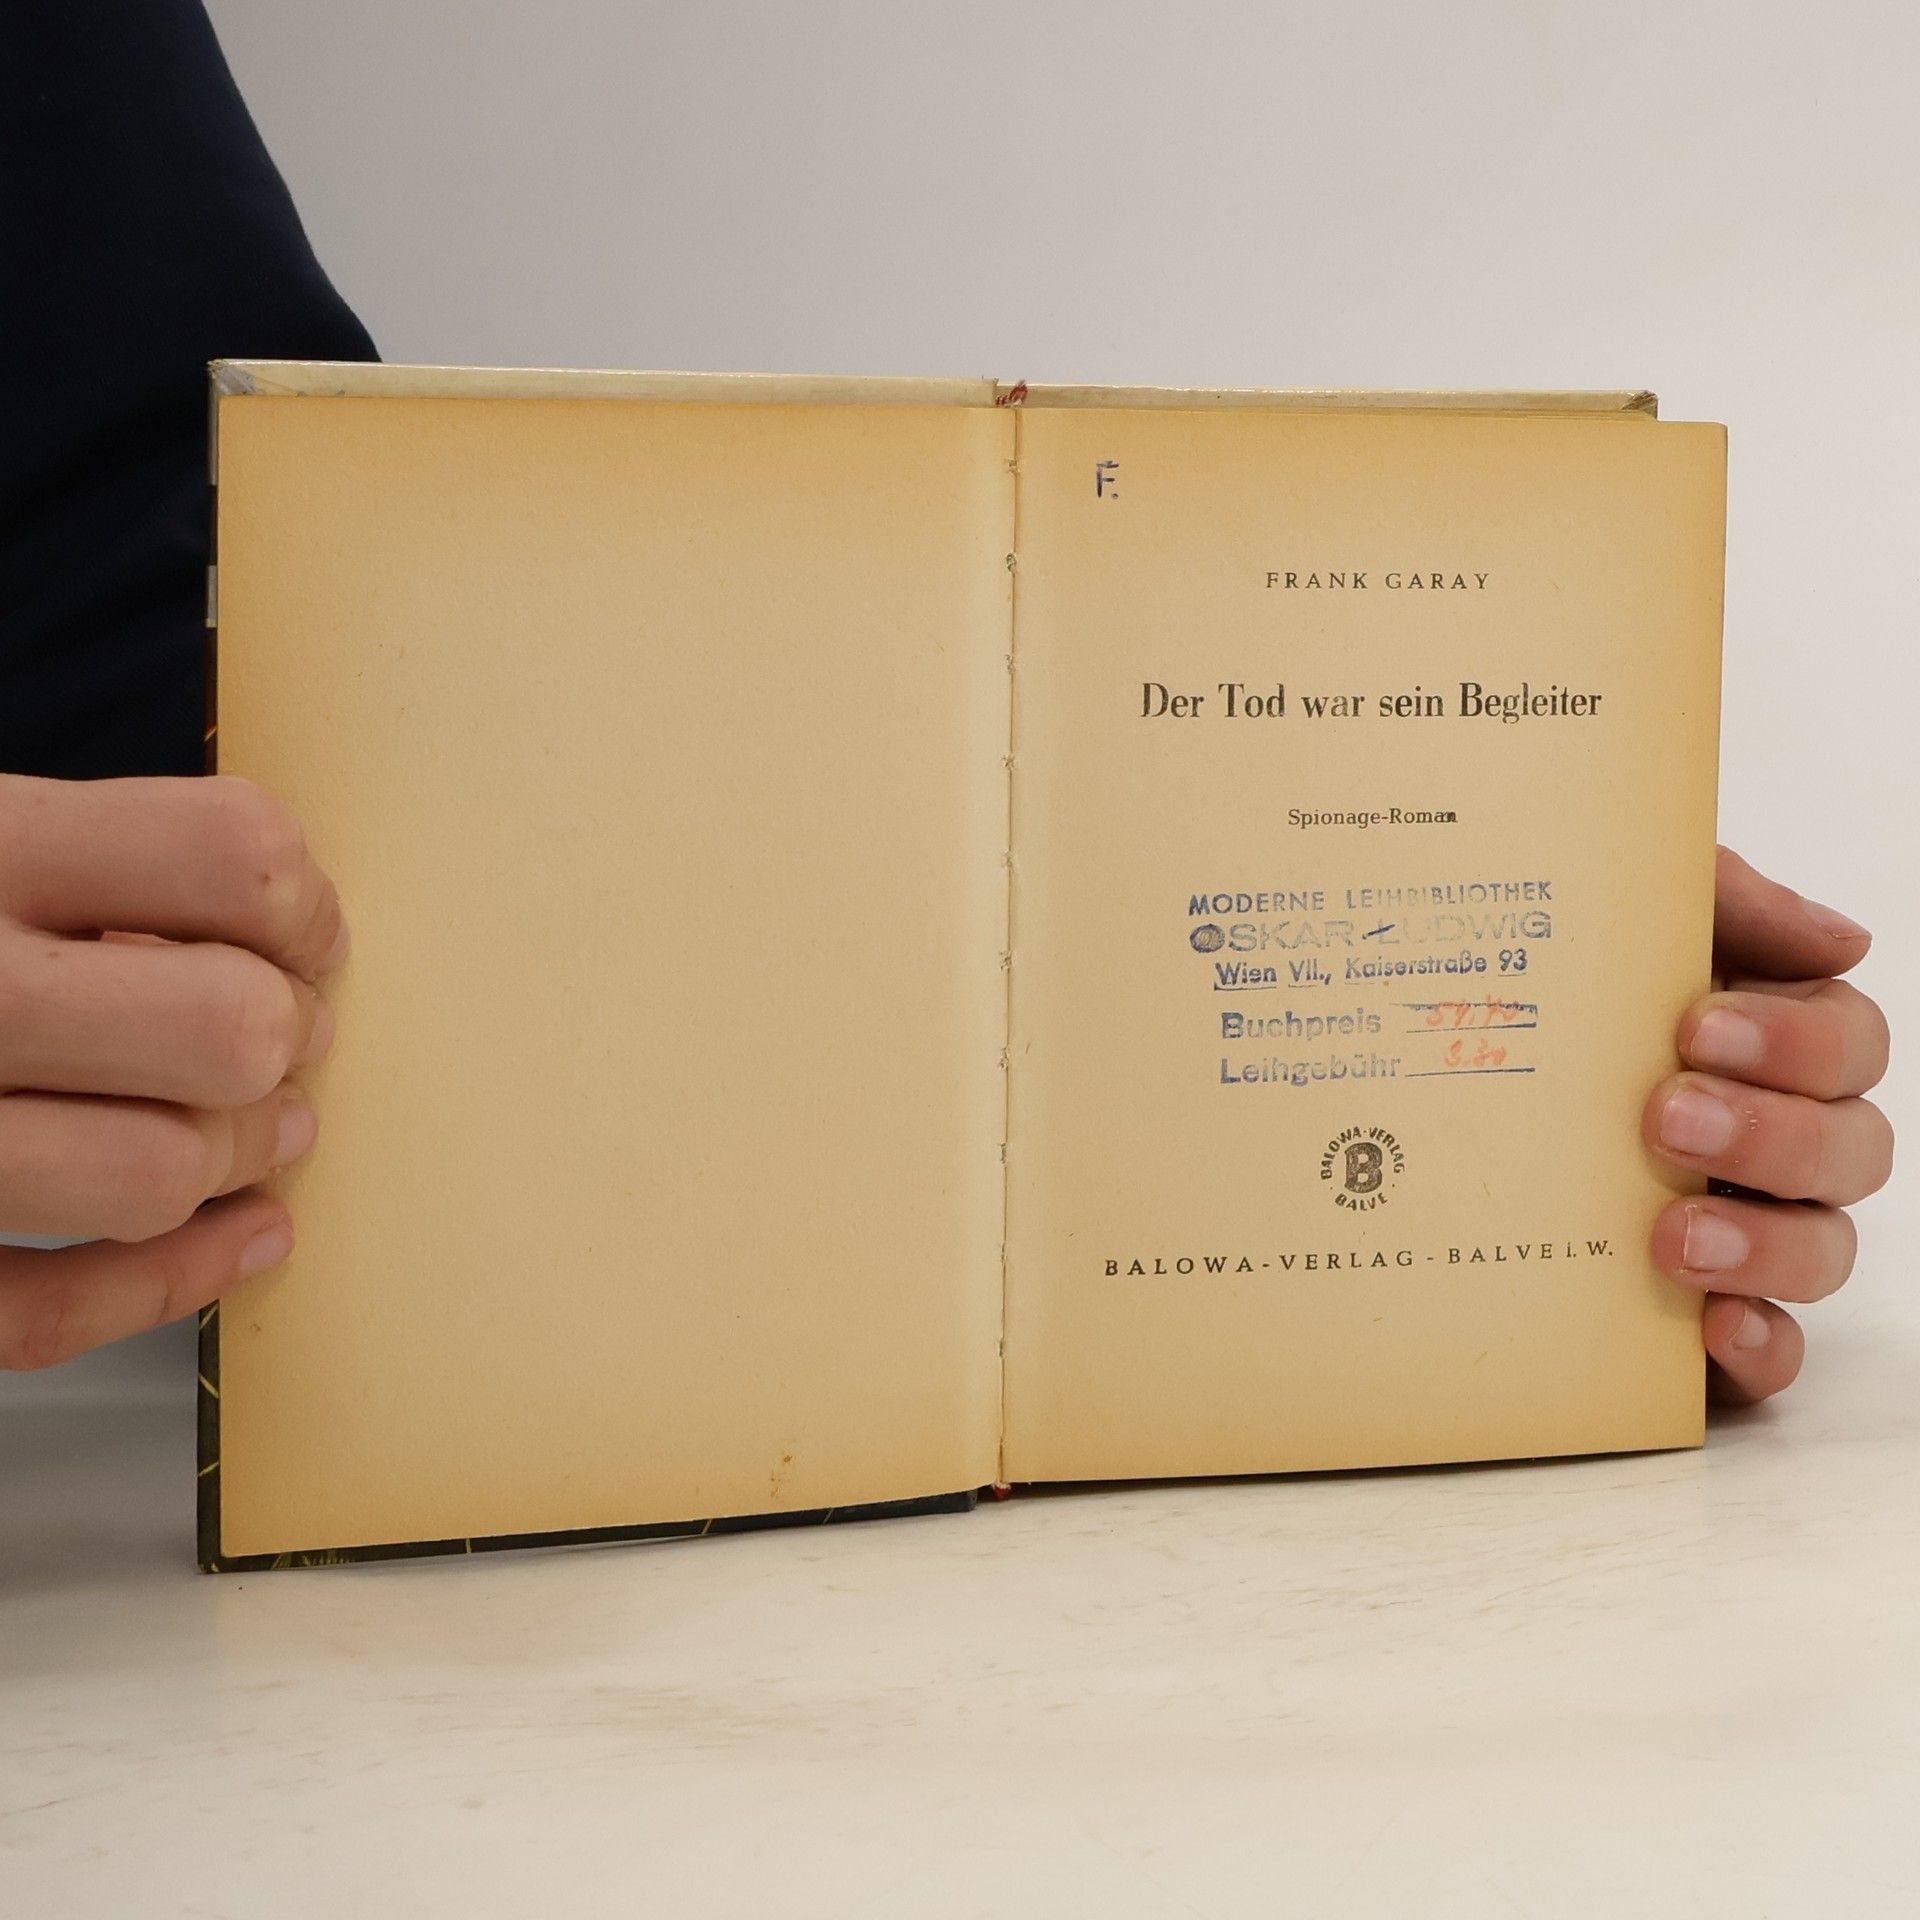 F.
FRANK GARAY
Der Tod war sein Begleiter
Spionage-Roman
MODERNE LEIHBIBLIOTHEK
OSKAR LUDWIG
Wien VII., Kaiserstraße 93
Buchpreis
Leihgebühr
BALOWA-VERLAG
B
BALVE
BALOWA-VERLAG - BALVE i. W.